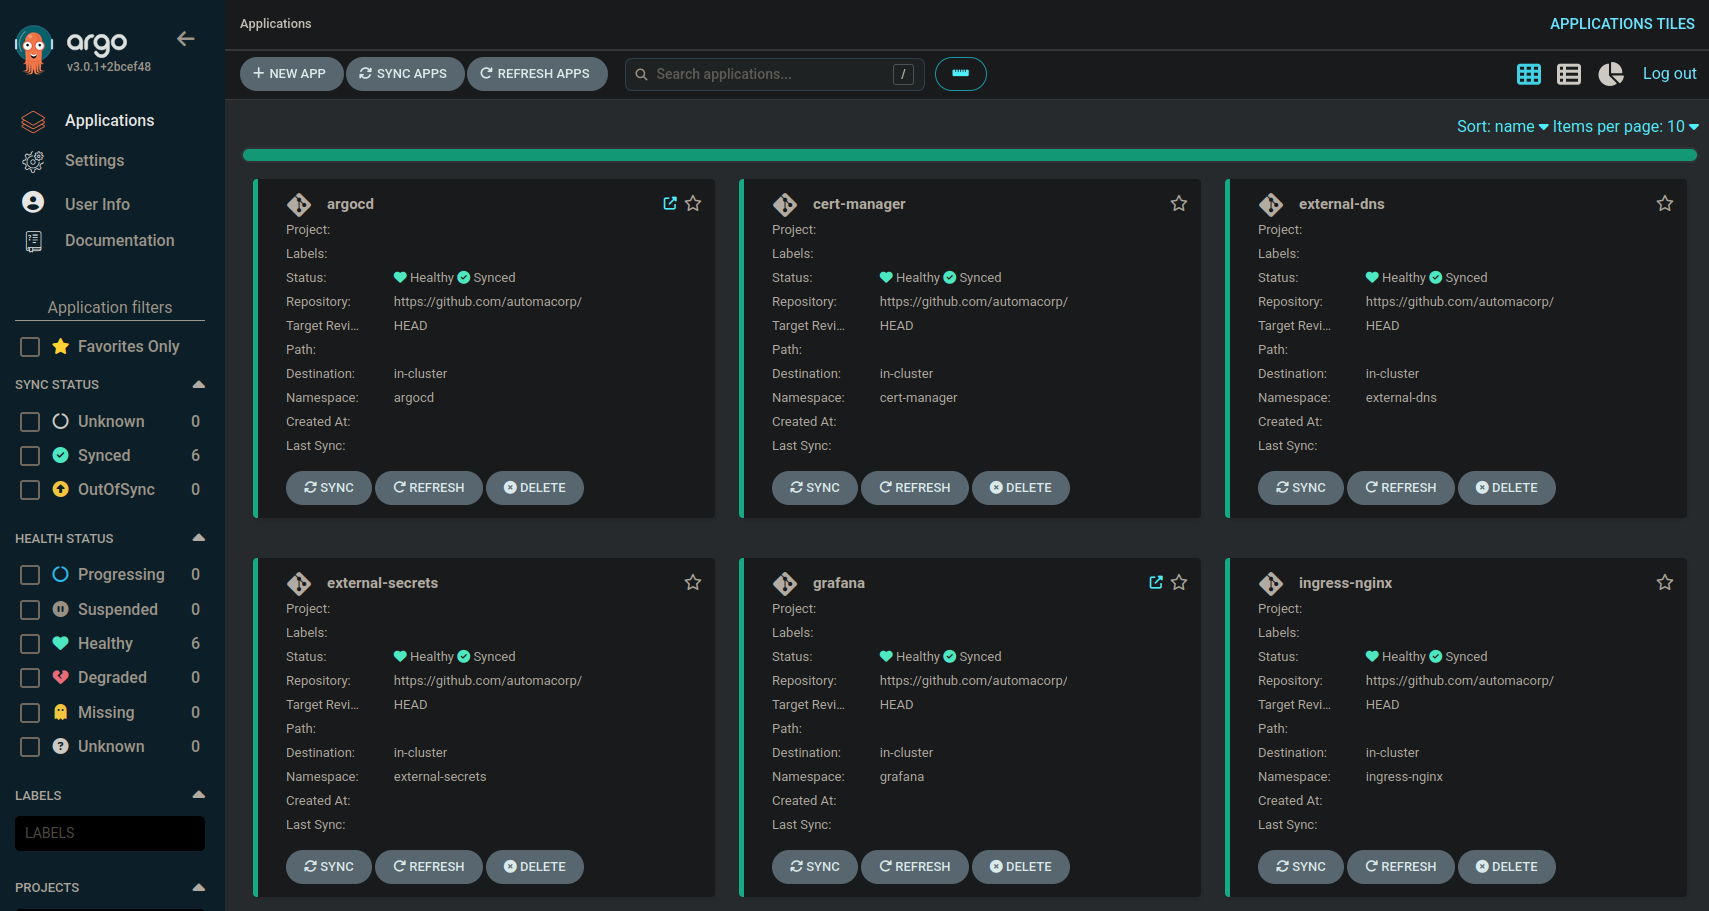 argo
v3.0.1+2bcef48
Applications
Settings
User Info
Documentation
Application filters
Favorites Only
SYNC STATUS
Unknown 0
Synced 6
OutOfSync 0
HEALTH STATUS
Progressing 0
Suspended 0
Healthy 6
Degraded 0
Missing 0
Unknown 0
LABELS
LABELS
PROJECTS
Applications
APPLICATIONS TILES
+ NEW APP SYNC APPS REFRESH APPS Search applications... / Log out
Sort: name Items per page: 10
argocd
Project:
Labels:
Status: Healthy Synced
Repository: https://github.com/automacorp/
Target Revi... HEAD
Path:
Destination: in-cluster
Namespace: argocd
Created At:
Last Sync:
SYNC REFRESH DELETE
cert-manager
Project:
Labels:
Status: Healthy Synced
Repository: https://github.com/automacorp/
Target Revi... HEAD
Path:
Destination: in-cluster
Namespace: cert-manager
Created At:
Last Sync:
SYNC REFRESH DELETE
external-dns
Project:
Labels:
Status: Healthy Synced
Repository: https://github.com/automacorp/
Target Revi... HEAD
Path:
Destination: in-cluster
Namespace: external-dns
Created At:
Last Sync:
SYNC REFRESH DELETE
external-secrets
Project:
Labels:
Status: Healthy Synced
Repository: https://github.com/automacorp/
Target Revi... HEAD
Path:
Destination: in-cluster
Namespace: external-secrets
Created At:
Last Sync:
SYNC REFRESH DELETE
grafana
Project:
Labels:
Status: Healthy Synced
Repository: https://github.com/automacorp/
Target Revi... HEAD
Path:
Destination: in-cluster
Namespace: grafana
Created At:
Last Sync:
SYNC REFRESH DELETE
ingress-nginx
Project:
Labels:
Status: Healthy Synced
Repository: https://github.com/automacorp/
Target Revi... HEAD
Path:
Destination: in-cluster
Namespace: ingress-nginx
Created At:
Last Sync:
SYNC REFRESH DELETE